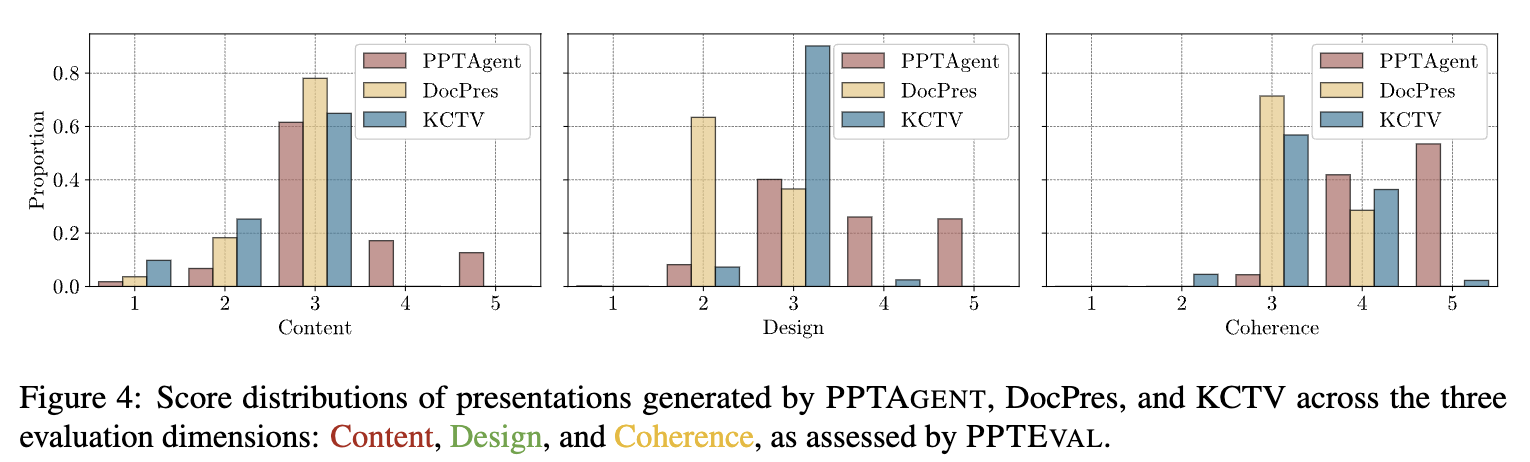 PPTAgent
DocPres
KCTV
PPTAgent
DocPres
KCTV
PPTAgent
DocPres
KCTV
Proportion
0.8
0.6
0.4
0.2
0.0
1 2 3 4 5
1 2 3 4 5
1 2 3 4 5
Content
Design
Coherence
Figure 4: Score distributions of presentations generated by PPTAGENT, DocPres, and KCTV across the three
evaluation dimensions: Content, Design, and Coherence, as assessed by PPTEVAL.